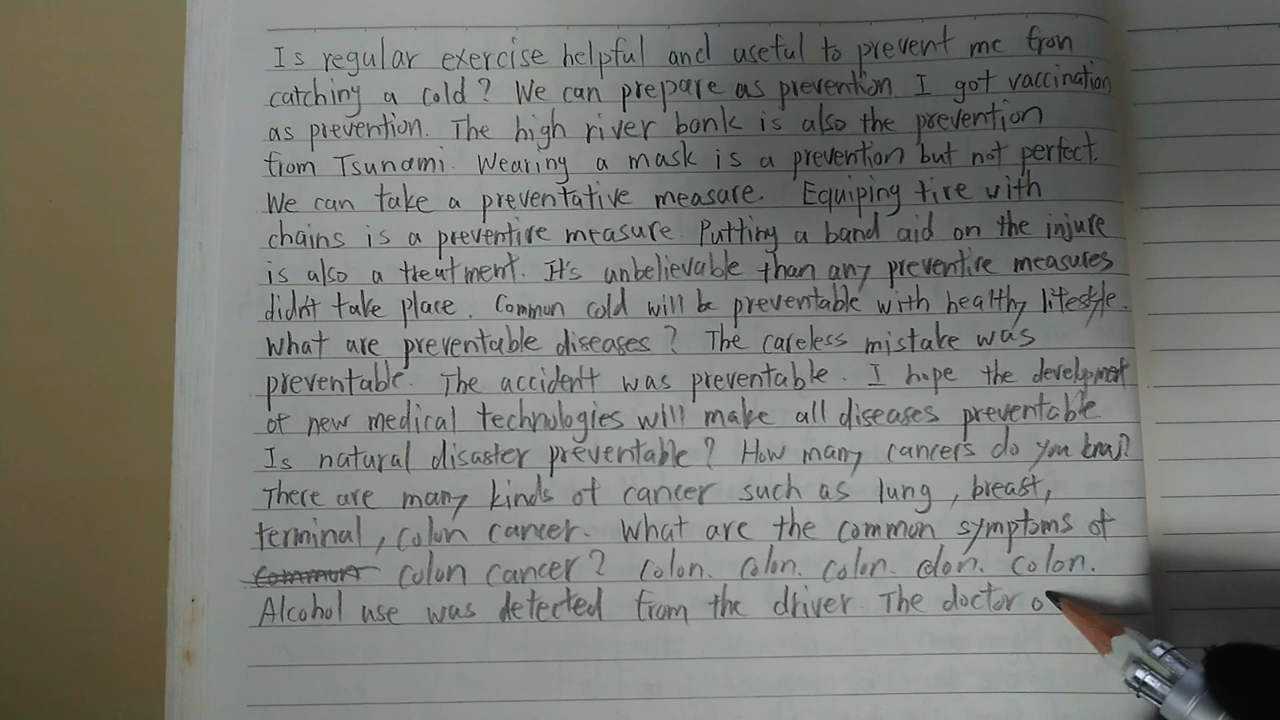 Is regular exercise helpful and useful to prevent me from
catching a cold? We can prepare as prevention. I got vaccination
as prevention. The high river bank is also the prevention
from Tsunami. Wearing a mask is a prevention but not perfect.
We can take a preventative measure. Equiping tire with
chains is a preventive measure. Putting a band aid on the injure
is also a treatment. It's unbelievable than any preventive measures
didn't take place. Common cold will be preventable with healthy lifestyle.
What are preventable diseases? The careless mistake was
preventable. The accident was preventable. I hope the development
of new medical technologies will make all diseases preventable
Is natural disaster preventable? How many cancers do you know?
There are many kinds of cancer such as lung, breast,
terminal, colon cancer. What are the common symptoms of
common colon cancer? Colon. Colon. Colon. Colon. Colon.
Alcohol use was detected from the driver. The doctor o